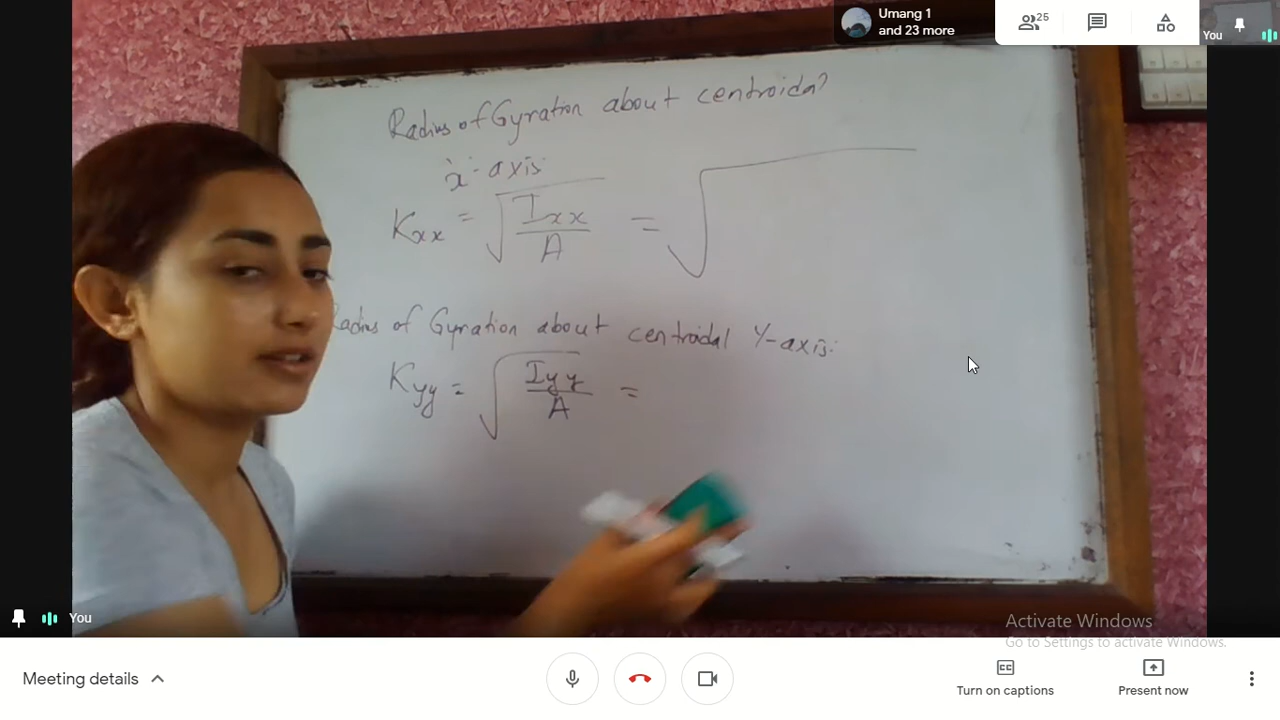 Umang 1
and 23 more
25
You
Radius of Gyration about centroidal
x-axis:
Kxx = √ Ixx / A = √
Radius of Gyration about centroidal Y-axis:
Kyy = √ Iyy / A =
You
Activate Windows
Go to Settings to activate Windows.
Meeting details
CC
Turn on captions
Present now